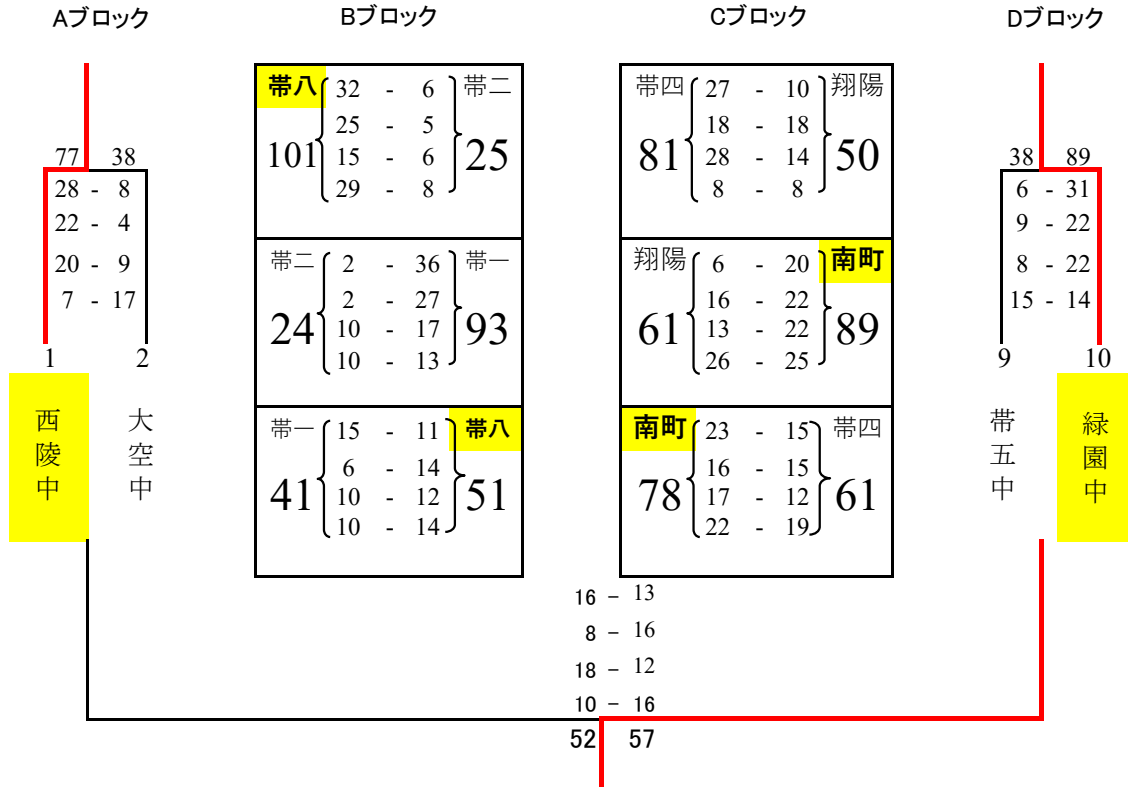 Aブロック
Bブロック
Cブロック
Dブロック
77 38
28 - 8
22 - 4
20 - 9
7 - 17
1 2
西陵中
大空中
帯八 32 - 6 帯二
25 - 5
101 15 - 6 25
29 - 8
帯二 2 - 36 帯一
2 - 27
24 10 - 17 93
10 - 13
帯一 15 - 11 帯八
6 - 14
41 10 - 12 51
10 - 14
帯四 27 - 10 翔陽
18 - 18
81 28 - 14 50
8 - 8
翔陽 6 - 20 南町
16 - 22
61 13 - 22 89
26 - 25
南町 23 - 15 帯四
16 - 15
78 17 - 12 61
22 - 19
38 89
6 - 31
9 - 22
8 - 22
15 - 14
9 10
帯五中
緑園中
16 - 13
8 - 16
18 - 12
10 - 16
52 57